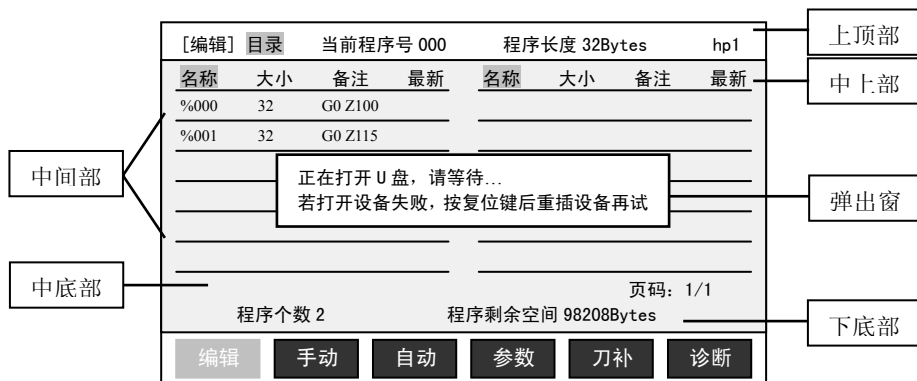 [编辑] 目录 当前程序号 000 程序长度 32Bytes hp1
名称 大小 备注 最新 名称 大小 备注 最新
%000 32 G0 Z100
%001 32 G0 Z115
正在打开 U 盘，请等待...
若打开设备失败，按复位键后重插设备再试
页码：1/1
程序个数 2 程序剩余空间 98208Bytes
编辑 手动 自动 参数 刀补 诊断
中间部
中底部
上顶部
中上部
弹出窗
下底部